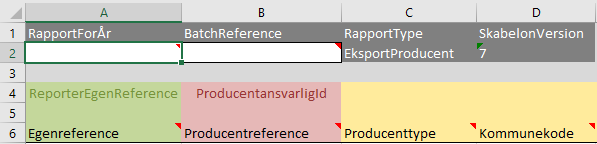 A B C D
1 RapportForÅr BatchReference RapportType SkabelonVersion
2 EksportProducent 7
3
4 ReporterEgenReference ProducentansvarligId
5
6 Egenreference Producentreference Producenttype Kommunekode